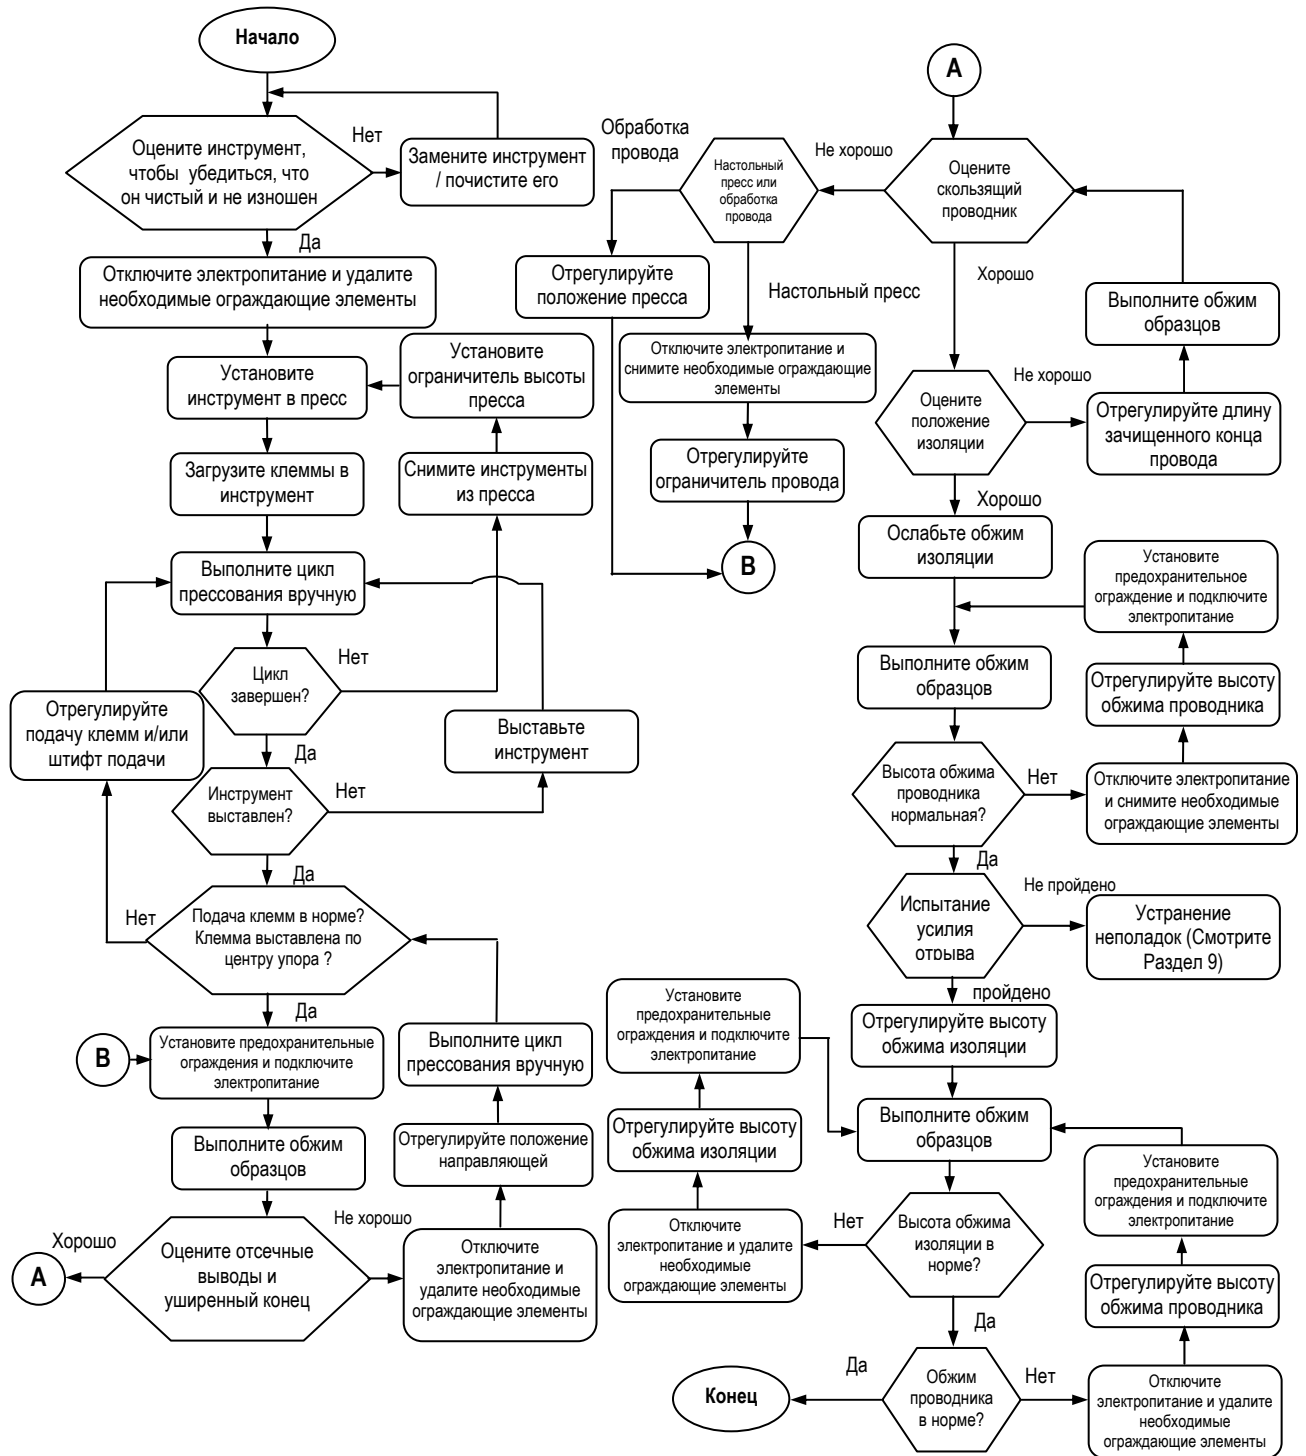 Начало
Оцените инструмент,
чтобы убедиться, что
он чистый и не изношен
Нет
Замените инструмент
/ почистите его
Да
Отключите электропитание и удалите
необходимые ограждающие элементы
Установите
инструмент в пресс
Установите
ограничитель высоты
пресса
Загрузите клеммы в
инструмент
Снимите инструменты
из пресса
Выполните цикл
прессования вручную
Цикл
завершен?
Нет
Отрегулируйте
подачу клемм и/или
штифт подачи
Да
Выставьте
инструмент
Инструмент
выставлен?
Нет
Да
Нет
Подача клемм в норме?
Клемма выставлена по
центру упора ?
Да
B
Установите предохранительные
ограждения и подключите
электропитание
Выполните цикл
прессования вручную
Выполните обжим
образцов
Отрегулируйте положение
направляющей
Хорошо
A
Оцените отсечные
выводы и
уширенный конец
Не хорошо
Отключите
электропитание и
удалите необходимые
ограждающие элементы
A
Обработка
провода
Настольный
пресс или
обработка
провода
Не хорошо
Оцените
скользящий
проводник
Отрегулируйте
положение пресса
Настольный пресс
Хорошо
Выполните обжим
образцов
Отключите электропитание и
снимите необходимые ограждающие
элементы
Оцените
положение
изоляции
Не хорошо
Отрегулируйте длину
зачищенного конца
провода
Отрегулируйте
ограничитель провода
Хорошо
B
Ослабьте обжим
изоляции
Установите
предохранительное
ограждение и подключите
электропитание
Выполните обжим
образцов
Отрегулируйте высоту
обжима проводника
Высота обжима
проводника
нормальная?
Нет
Отключите электропитание
и снимите необходимые
ограждающие элементы
Да
Испытание
усилия
отрыва
Не пройдено
Устранение
неполадок (Смотрите
Раздел 9)
пройдено
Установите
предохранительные
ограждения и подключите
электропитание
Отрегулируйте высоту
обжима изоляции
Отрегулируйте высоту
обжима изоляции
Выполните обжим
образцов
Установите
предохранительные
ограждения и подключите
электропитание
Отключите
электропитание и удалите
необходимые
ограждающие элементы
Нет
Высота обжима
изоляции в
норме?
Отрегулируйте высоту
обжима проводника
Да
Конец
Да
Обжим
проводника
в норме?
Нет
Отключите
электропитание и удалите
необходимые
ограждающие элементы